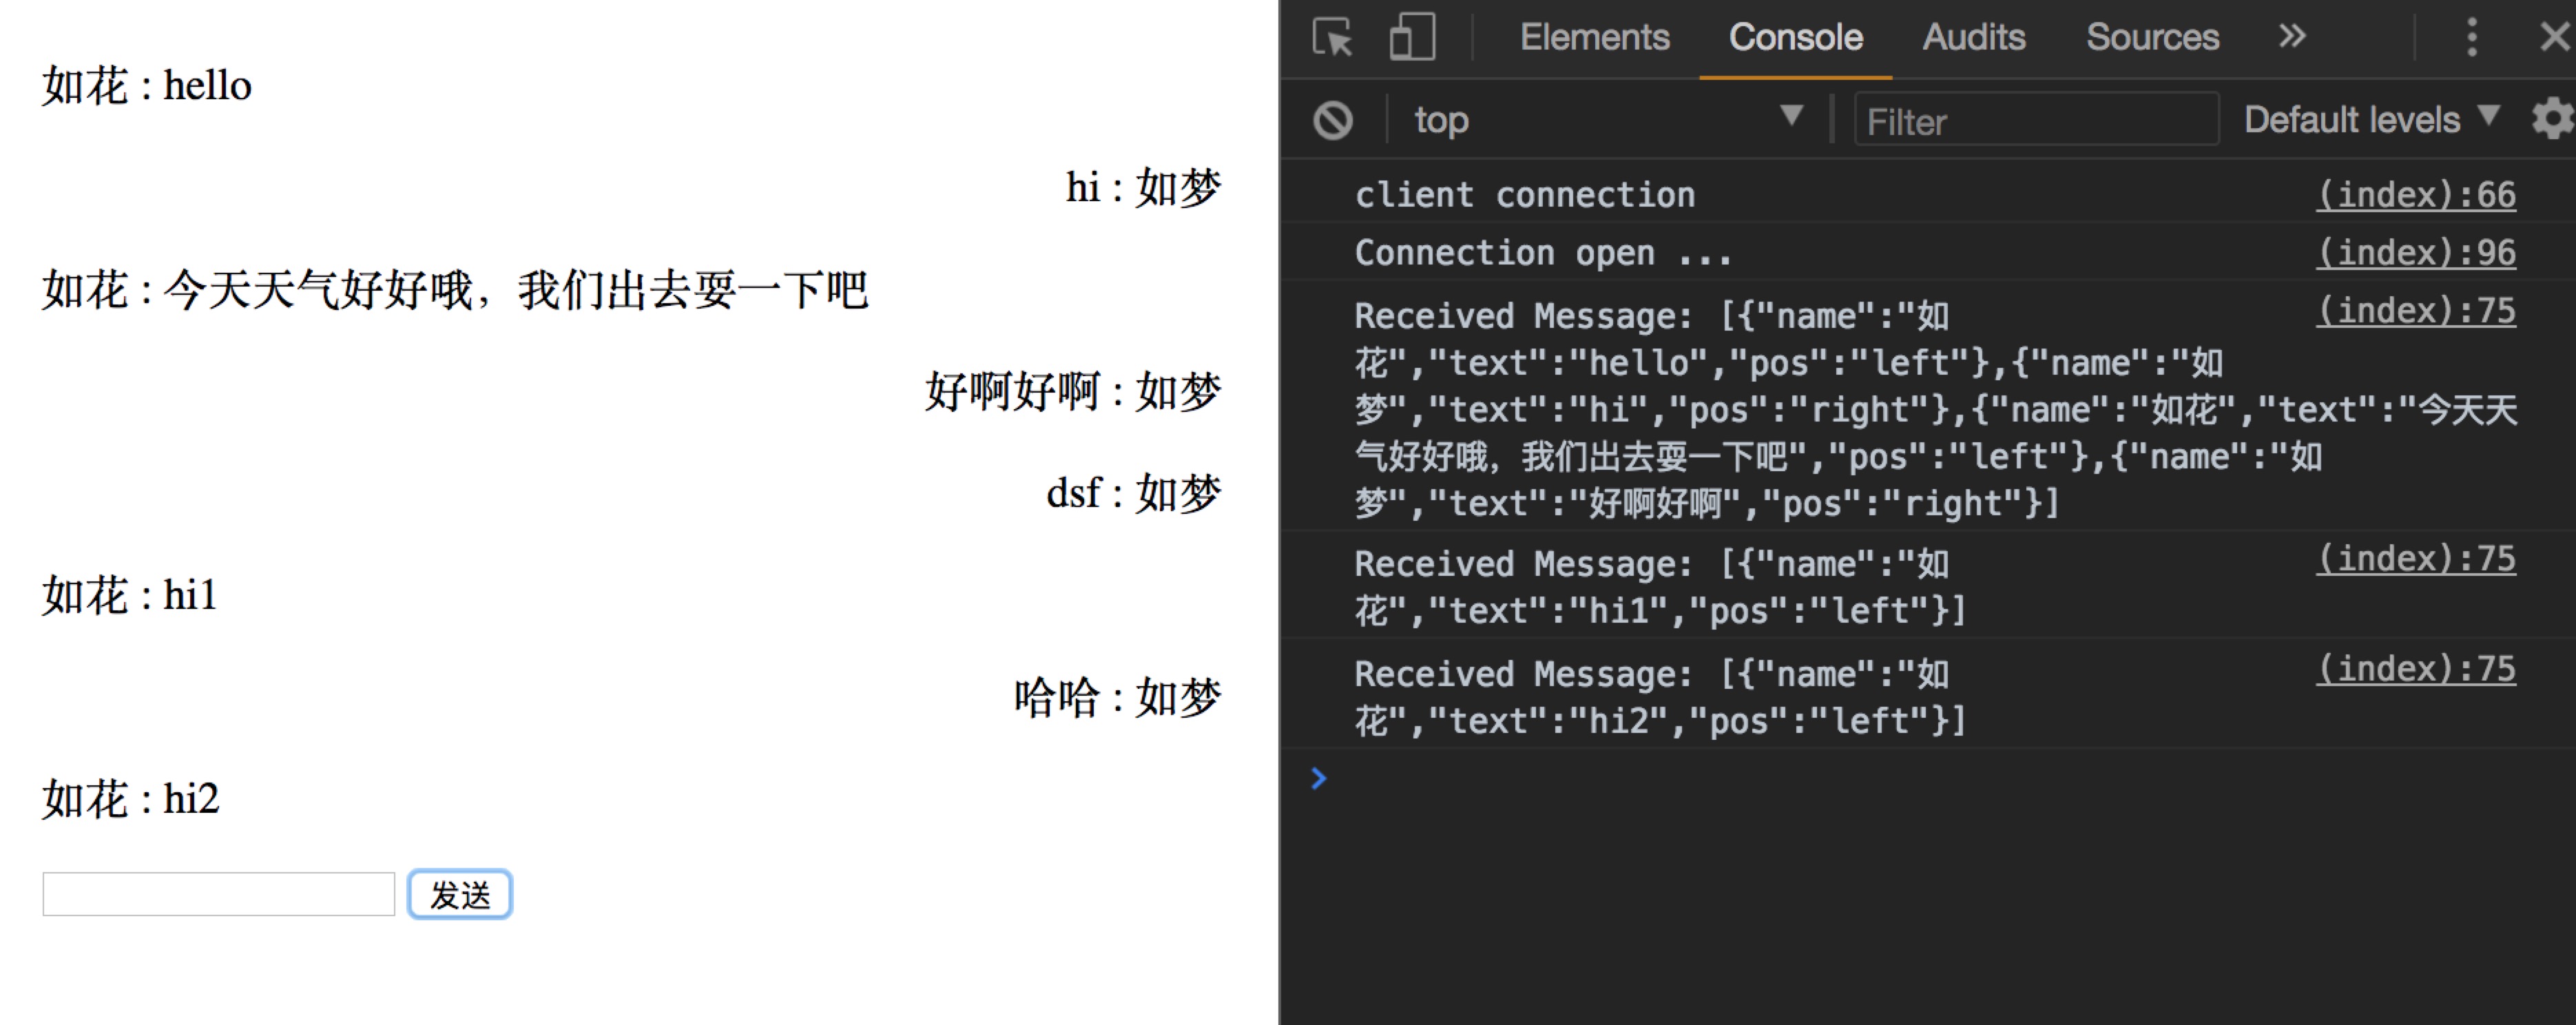 如花 : hello
hi : 如梦
如花 : 今天天气好好哦，我们出去耍一下吧
好啊好啊 : 如梦
dsf : 如梦
如花 : hi1
哈哈 : 如梦
如花 : hi2
发送
Elements Console Audits Sources »
top Filter Default levels
client connection (index):66
Connection open ... (index):96
Received Message: [{"name":"如 (index):75
花","text":"hello","pos":"left"},{"name":"如
梦","text":"hi","pos":"right"},{"name":"如花","text":"今天天
气好好哦，我们出去耍一下吧","pos":"left"},{"name":"如
梦","text":"好啊好啊","pos":"right"}]
Received Message: [{"name":"如 (index):75
花","text":"hi1","pos":"left"}]
Received Message: [{"name":"如 (index):75
花","text":"hi2","pos":"left"}]